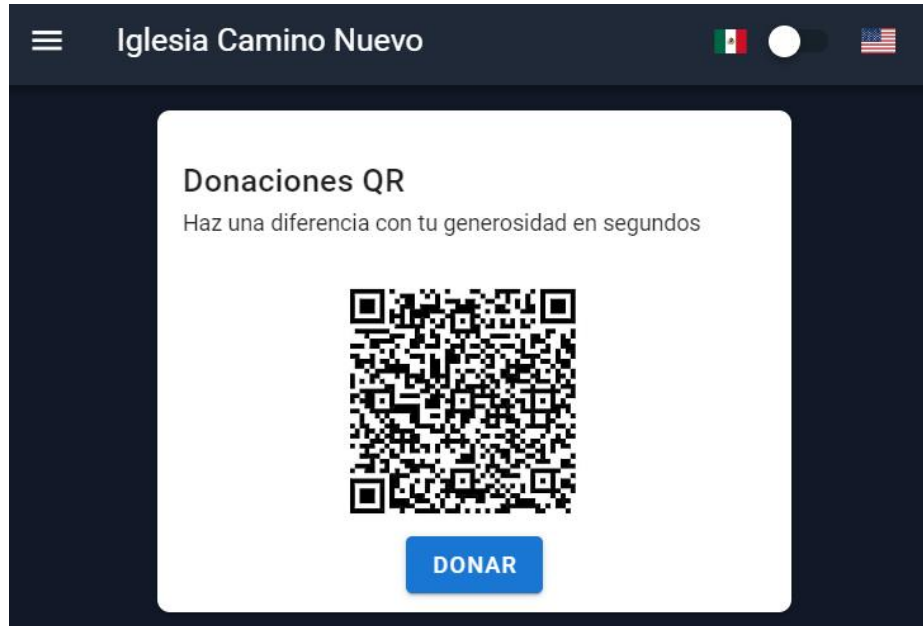 Iglesia Camino Nuevo
Donaciones QR
Haz una diferencia con tu generosidad en segundos
DONAR